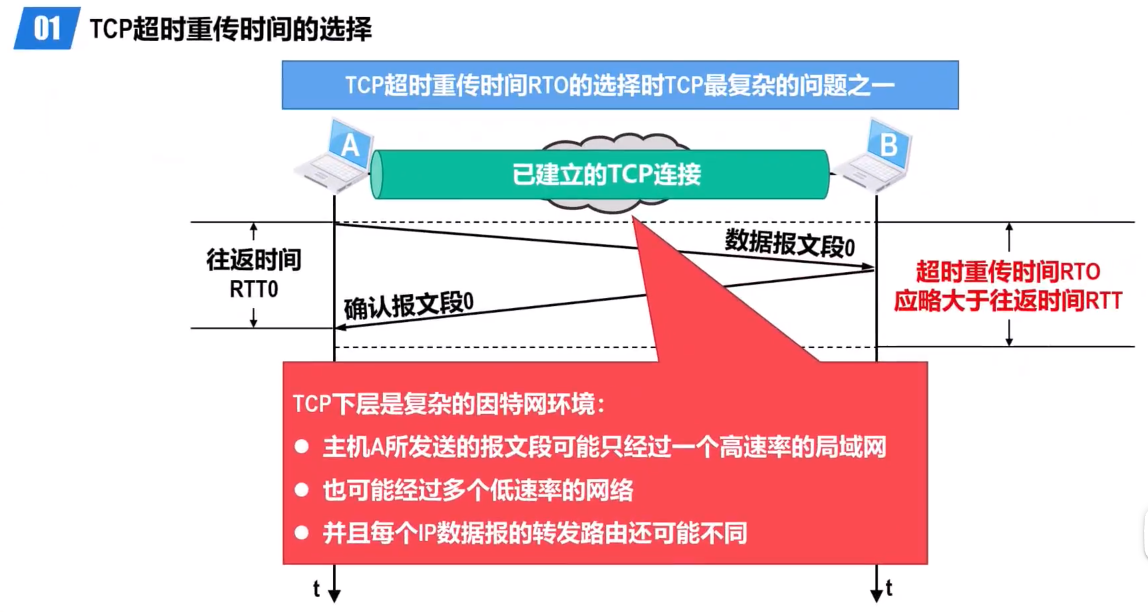 01 TCP超时重传时间的选择
TCP超时重传时间RTO的选择时TCP最复杂的问题之一
A
B
已建立的TCP连接
数据报文段0
往返时间
RTT0
确认报文段0
超时重传时间RTO
应略大于往返时间RTT
TCP下层是复杂的因特网环境：
● 主机A所发送的报文段可能只经过一个高速率的局域网
● 也可能经过多个低速率的网络
● 并且每个IP数据报的转发路由还可能不同
t
t